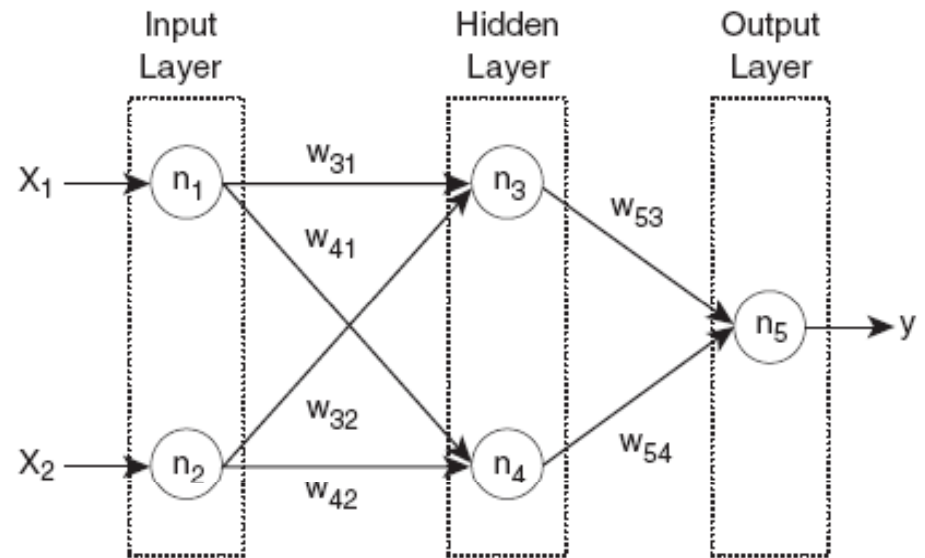 Input
Layer
Hidden
Layer
Output
Layer
X₁
n₁
w₃₁
n₃
w₄₁
w₅₃
n₅
y
w₃₂
X₂
n₂
w₄₂
n₄
w₅₄